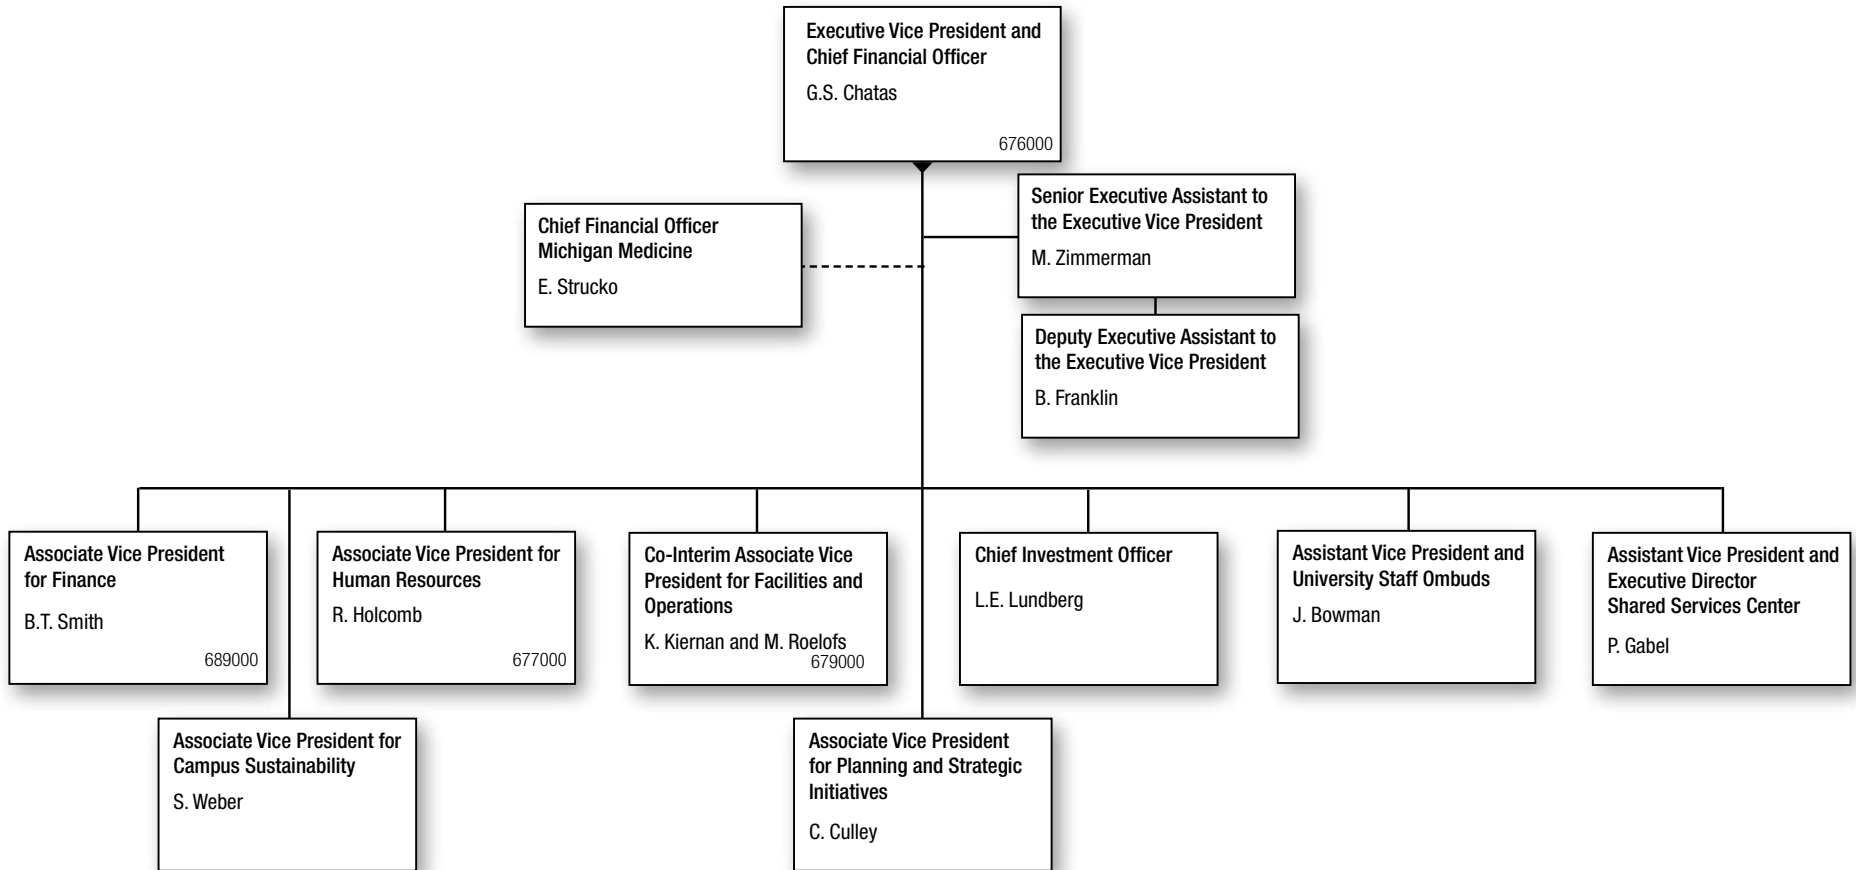 Executive Vice President and
Chief Financial Officer
G.S. Chatas
676000
Senior Executive Assistant to
the Executive Vice President
M. Zimmerman
Chief Financial Officer
Michigan Medicine
E. Strucko
Deputy Executive Assistant to
the Executive Vice President
B. Franklin
Associate Vice President
for Finance
B.T. Smith
689000
Associate Vice President for
Human Resources
R. Holcomb
677000
Co-Interim Associate Vice
President for Facilities and
Operations
K. Kiernan and M. Roelofs
679000
Chief Investment Officer
L.E. Lundberg
Assistant Vice President and
University Staff Ombuds
J. Bowman
Assistant Vice President and
Executive Director
Shared Services Center
P. Gabel
Associate Vice President for
Campus Sustainability
S. Weber
Associate Vice President
for Planning and Strategic
Initiatives
C. Culley